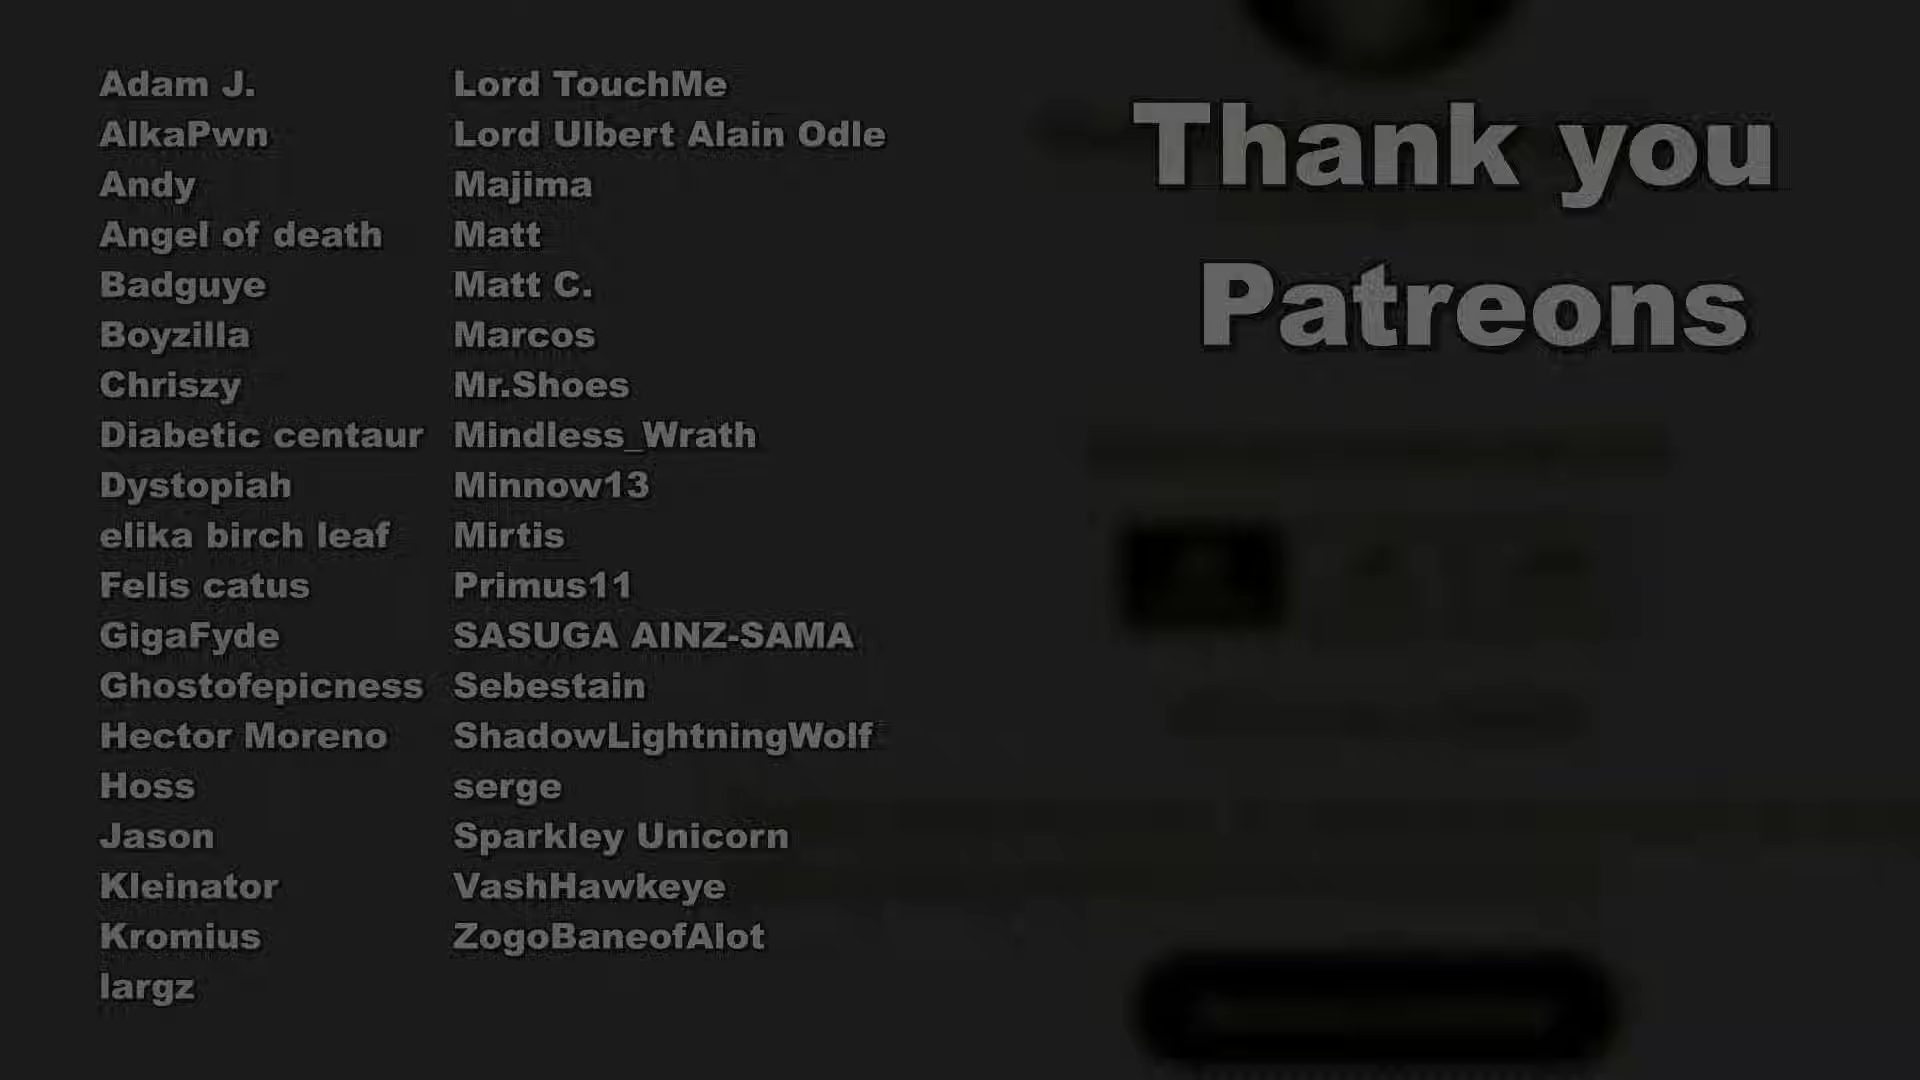 Adam J.
AlkaPwn
Andy
Angel of death
Badguye
Boyzilla
Chriszy
Diabetic centaur
Dystopiah
elika birch leaf
Felis catus
GigaFyde
Ghostofepicness
Hector Moreno
Hoss
Jason
Kleinator
Kromius
largz
Lord TouchMe
Lord Ulbert Alain Odle
Majima
Matt
Matt C.
Marcos
Mr.Shoes
Mindless_Wrath
Minnow13
Mirtis
Primus11
SASUGA AINZ-SAMA
Sebestain
ShadowLightningWolf
serge
Sparkley Unicorn
VashHawkeye
ZogoBaneofAlot
Thank you
Patreons